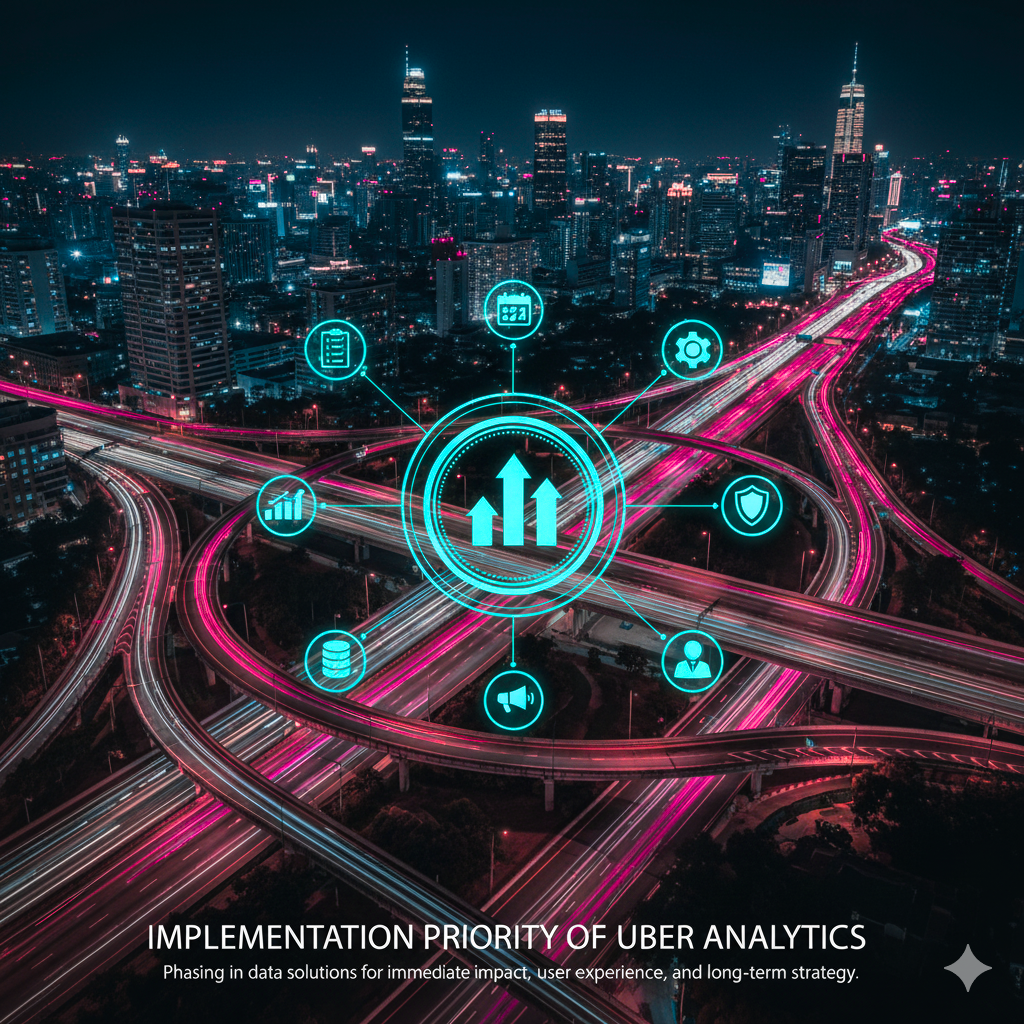 IMPLEMENTATION PRIORITY OF UBER ANALYTICS
Phasing in data solutions for immediate impact, user experience, and long-term strategy.